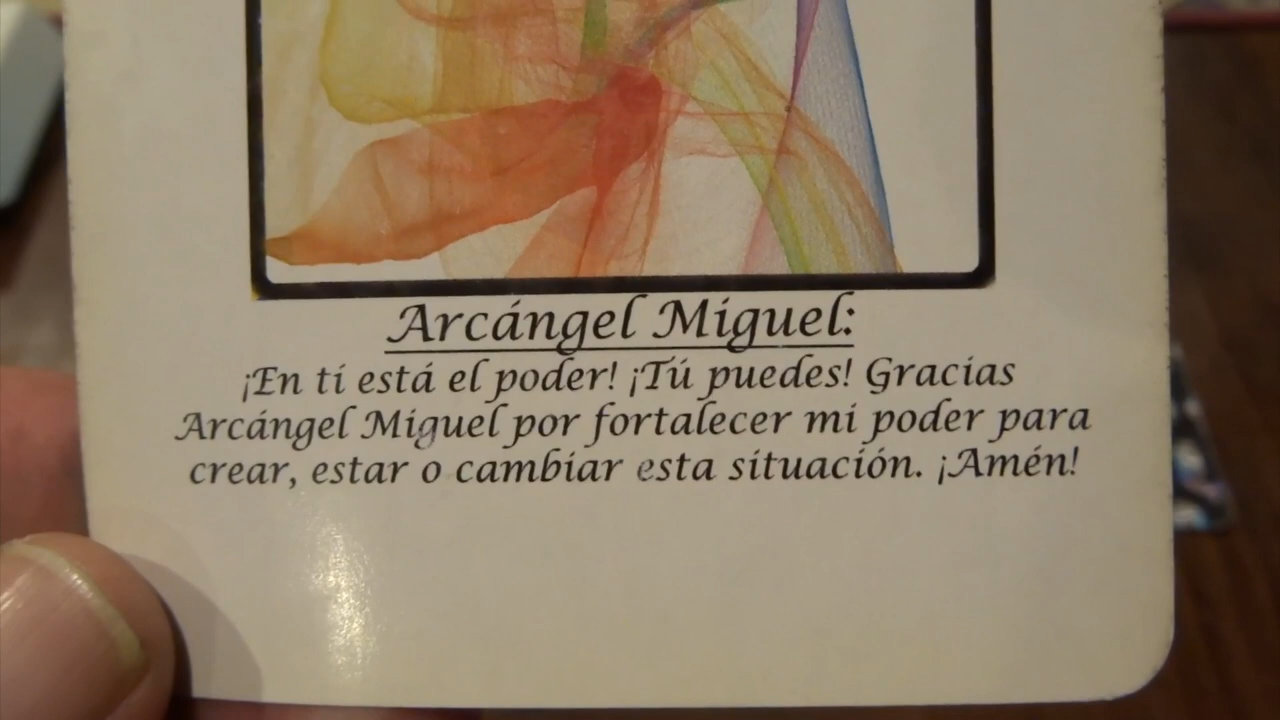 Arcángel Miguel:
¡En ti está el poder! ¡Tú puedes! Gracias
Arcángel Miguel por fortalecer mi poder para
crear, estar o cambiar esta situación. ¡Amén!